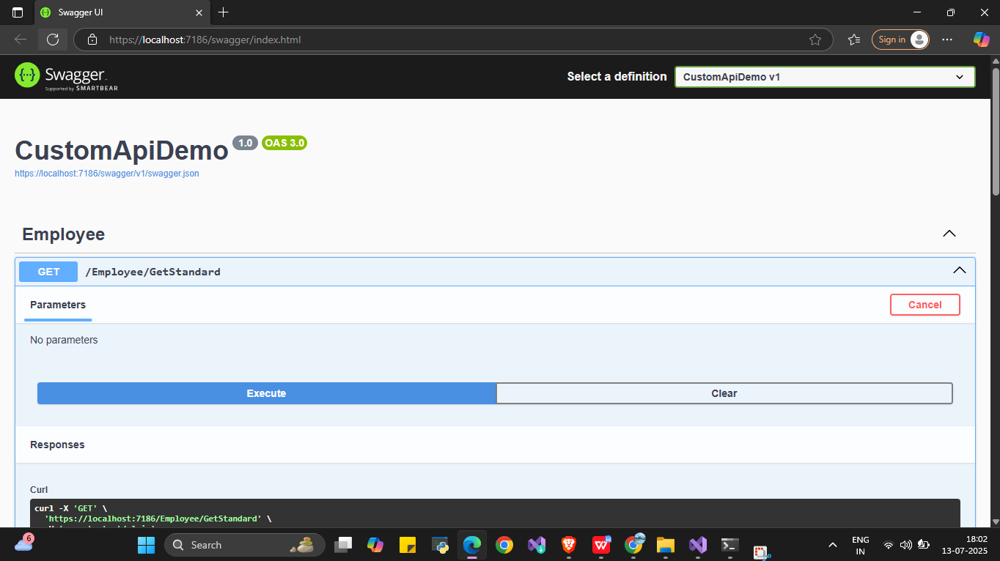 Swagger UI
https://localhost:7186/swagger/index.html
Sign in
Swagger
Supported by SMARTBEAR
Select a definition
CustomApiDemo v1
CustomApiDemo 1.0 OAS 3.0
https://localhost:7186/swagger/v1/swagger.json
Employee
GET /Employee/GetStandard
Parameters
Cancel
No parameters
Execute
Clear
Responses
Curl
curl -X 'GET' \
'https://localhost:7186/Employee/GetStandard' \
6
Search
ENG
IN
18:02
13-07-2025